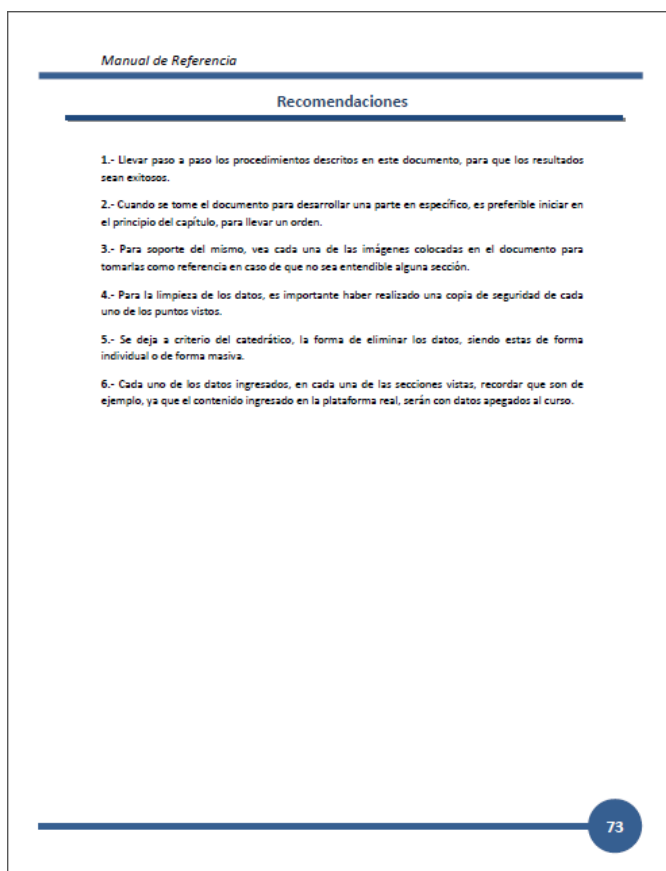 Manual de Referencia
Recomendaciones
1.- Llevar paso a paso los procedimientos descritos en este documento, para que los resultados
sean exitosos.
2.- Cuando se tome el documento para desarrollar una parte en específico, es preferible iniciar en
el principio del capítulo, para llevar un orden.
3.- Para soporte del mismo, vea cada una de las imágenes colocadas en el documento para
tomarlas como referencia en caso de que no sea entendible alguna sección.
4.- Para la limpieza de los datos, es importante haber realizado una copia de seguridad de cada
uno de los puntos vistos.
5.- Se deja a criterio del catedrático, la forma de eliminar los datos, siendo estas de forma
individual o de forma masiva.
6.- Cada uno de los datos ingresados, en cada una de las secciones vistas, recordar que son de
ejemplo, ya que el contenido ingresado en la plataforma real, serán con datos apegados al curso.
73